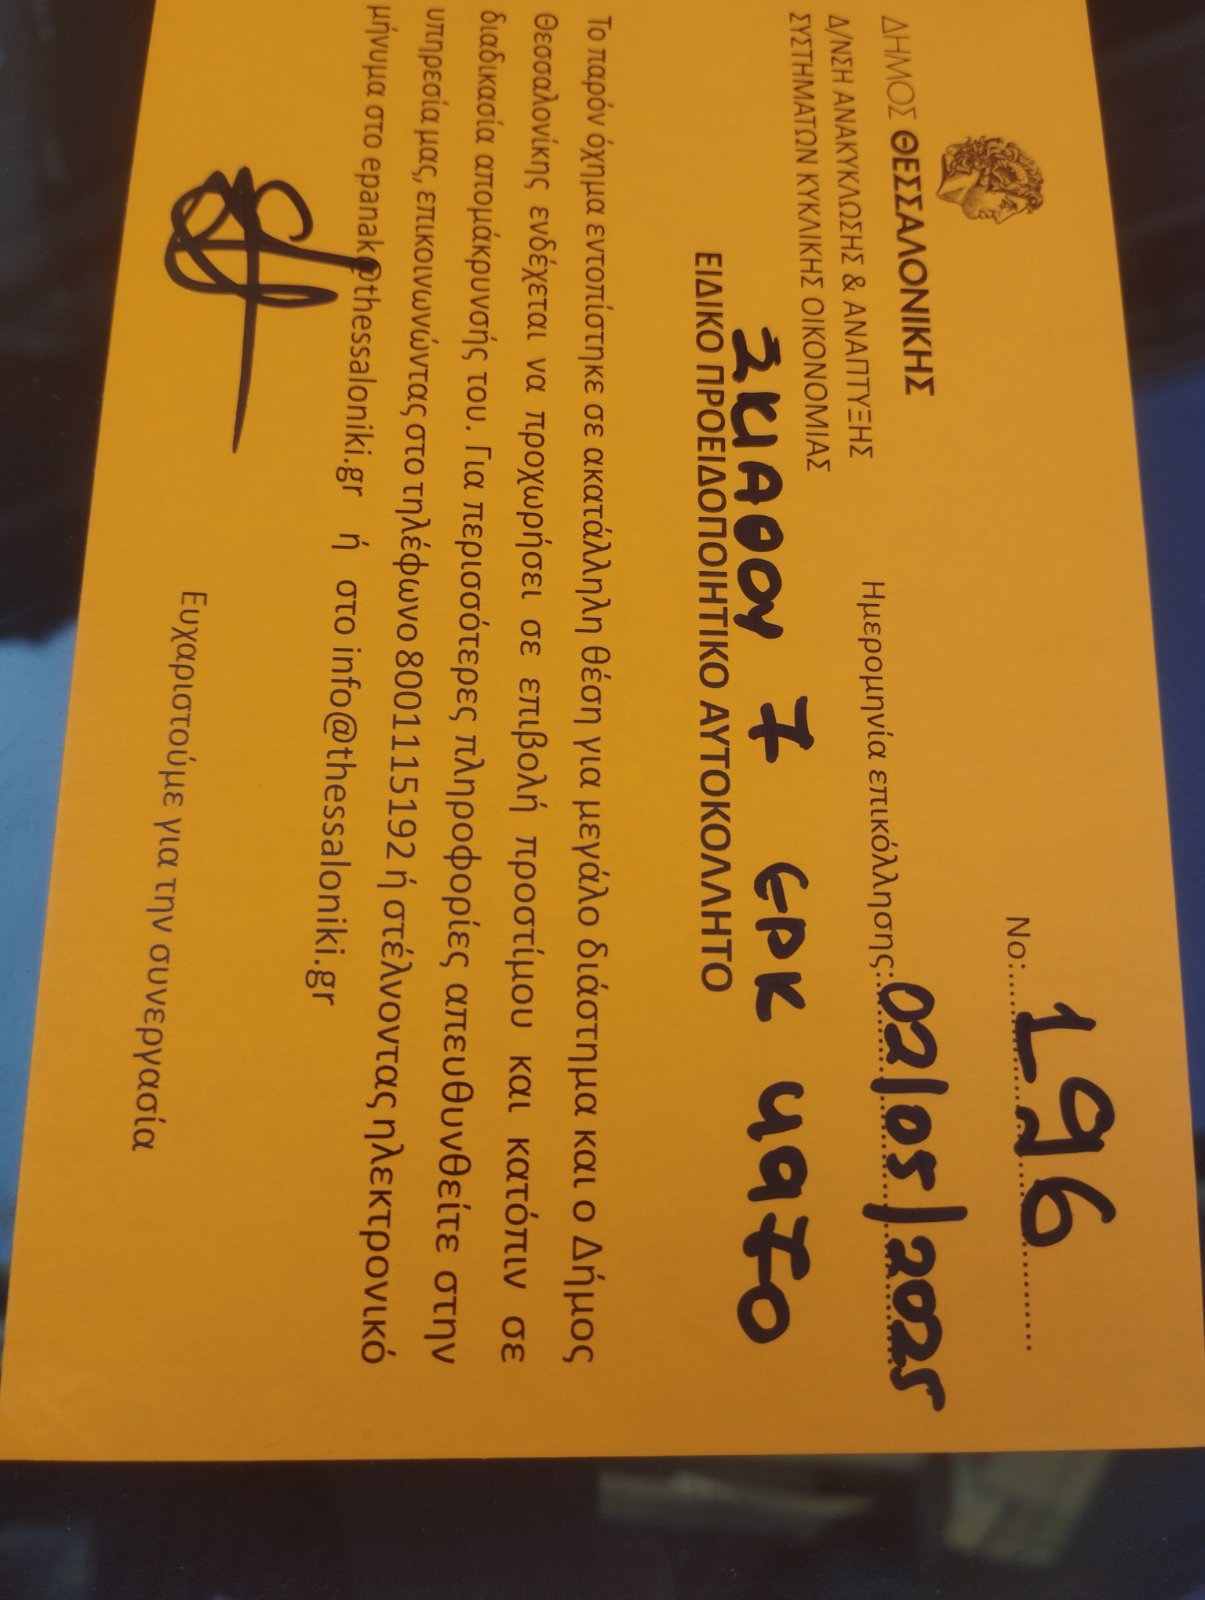 Νο:.....196.....
ΔΗΜΟΣ ΘΕΣΣΑΛΟΝΙΚΗΣ
Δ/ΝΣΗ ΑΝΑΚΥΚΛΩΣΗΣ & ΑΝΑΠΤΥΞΗΣ
ΣΥΣΤΗΜΑΤΩΝ ΚΥΚΛΙΚΗΣ ΟΙΚΟΝΟΜΙΑΣ
Ημερομηνία επικόλλησης:02/05/2025
ΣΚΙΑΘΟΥ 7 ΕΡΚ 4970
ΕΙΔΙΚΟ ΠΡΟΕΙΔΟΠΟΙΗΤΙΚΟ ΑΥΤΟΚΟΛΛΗΤΟ
Το παρόν όχημα εντοπίστηκε σε ακατάλληλη θέση για μεγάλο διάστημα και ο Δήμος
Θεσσαλονίκης ενδέχεται να προχωρήσει σε επιβολή προστίμου και κατόπιν σε
διαδικασία απομάκρυνσής του. Για περισσότερες πληροφορίες απευθυνθείτε στην
υπηρεσία μας, επικοινωνώντας στο τηλέφωνο 8001115192 ή στέλνοντας ηλεκτρονικό
μήνυμα στο epanak@thessaloniki.gr ή στο info@thessaloniki.gr
Ευχαριστούμε για την συνεργασία